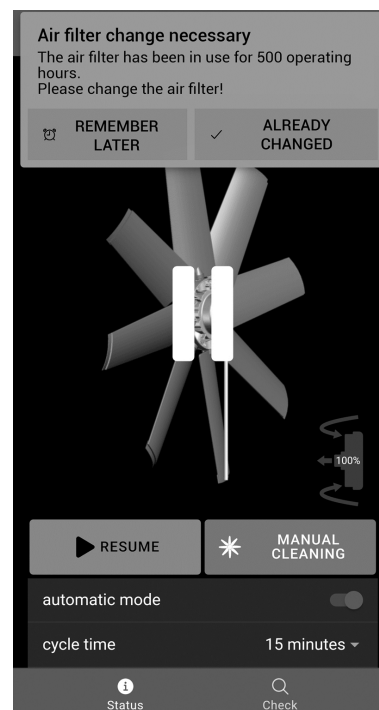 Air filter change necessary
The air filter has been in use for 500 operating
hours.
Please change the air filter!
REMEMBER
LATER
ALREADY
CHANGED
100%
RESUME
MANUAL
CLEANING
automatic mode
cycle time
15 minutes
Status
Check